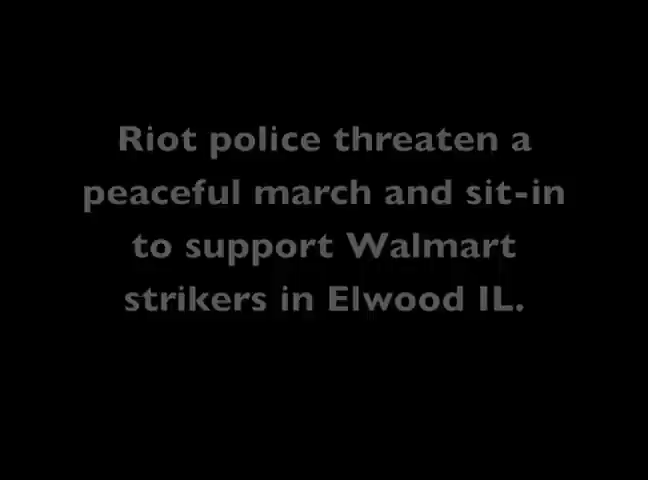 Riot police threaten a
peaceful march and sit-in
to support Walmart
strikers in Elwood IL.